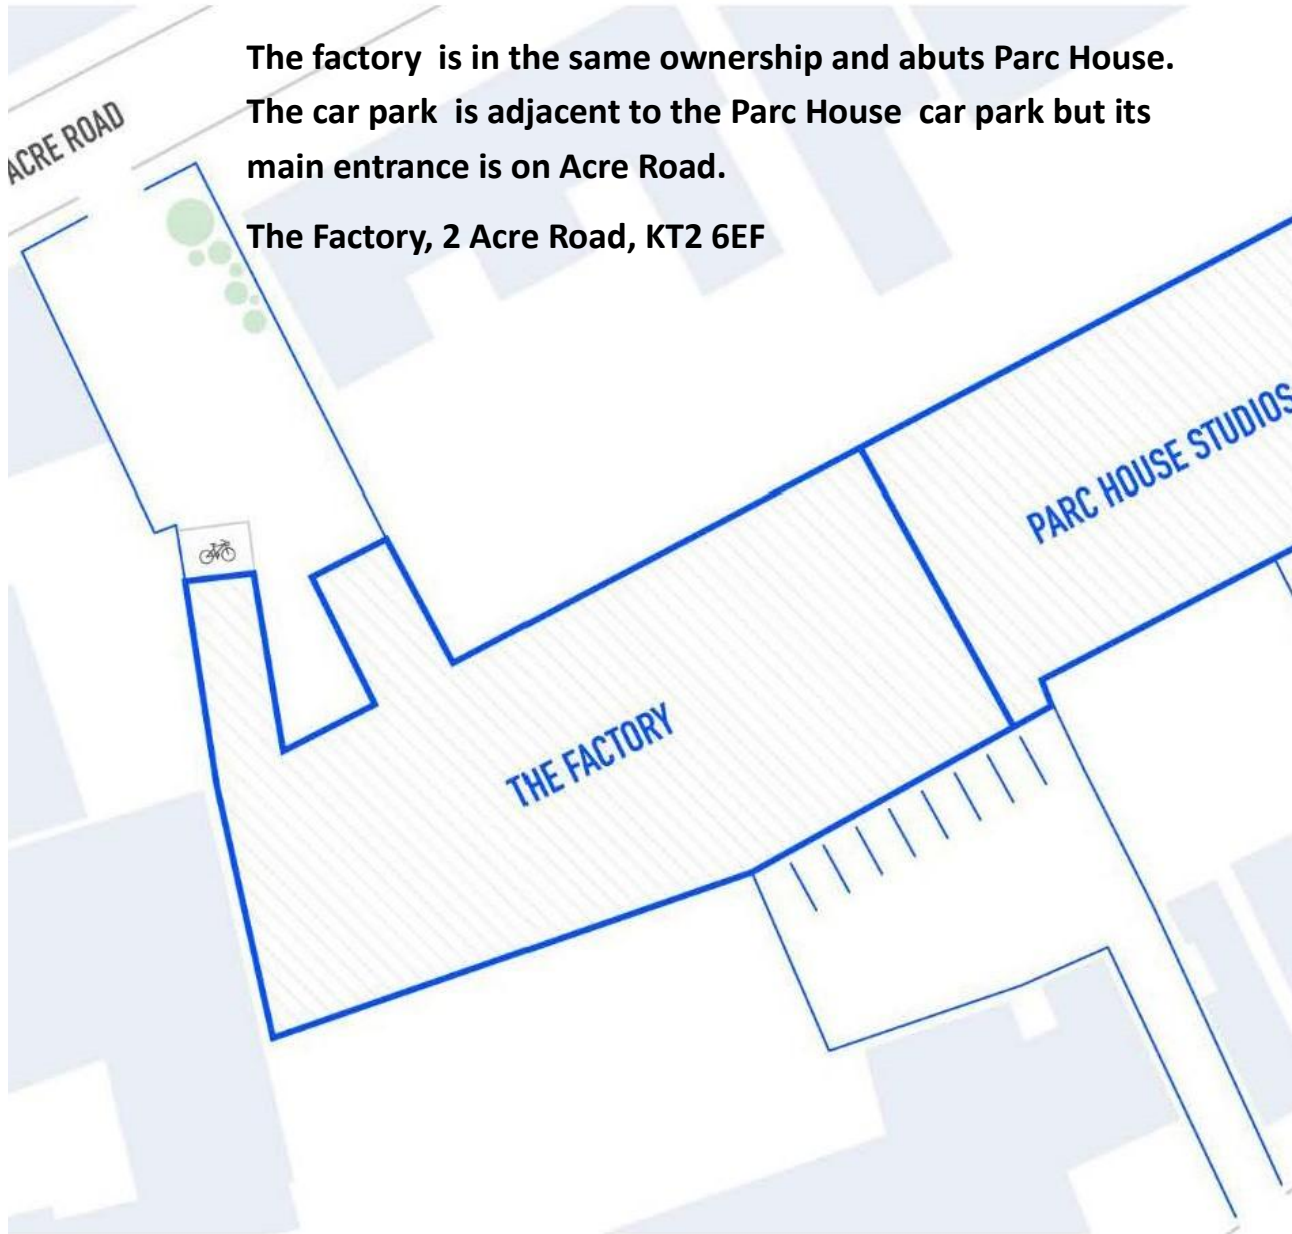 The factory is in the same ownership and abuts Parc House.
The car park is adjacent to the Parc House car park but its
main entrance is on Acre Road.
The Factory, 2 Acre Road, KT2 6EF
ACRE ROAD
PARC HOUSE STUDIOS
THE FACTORY